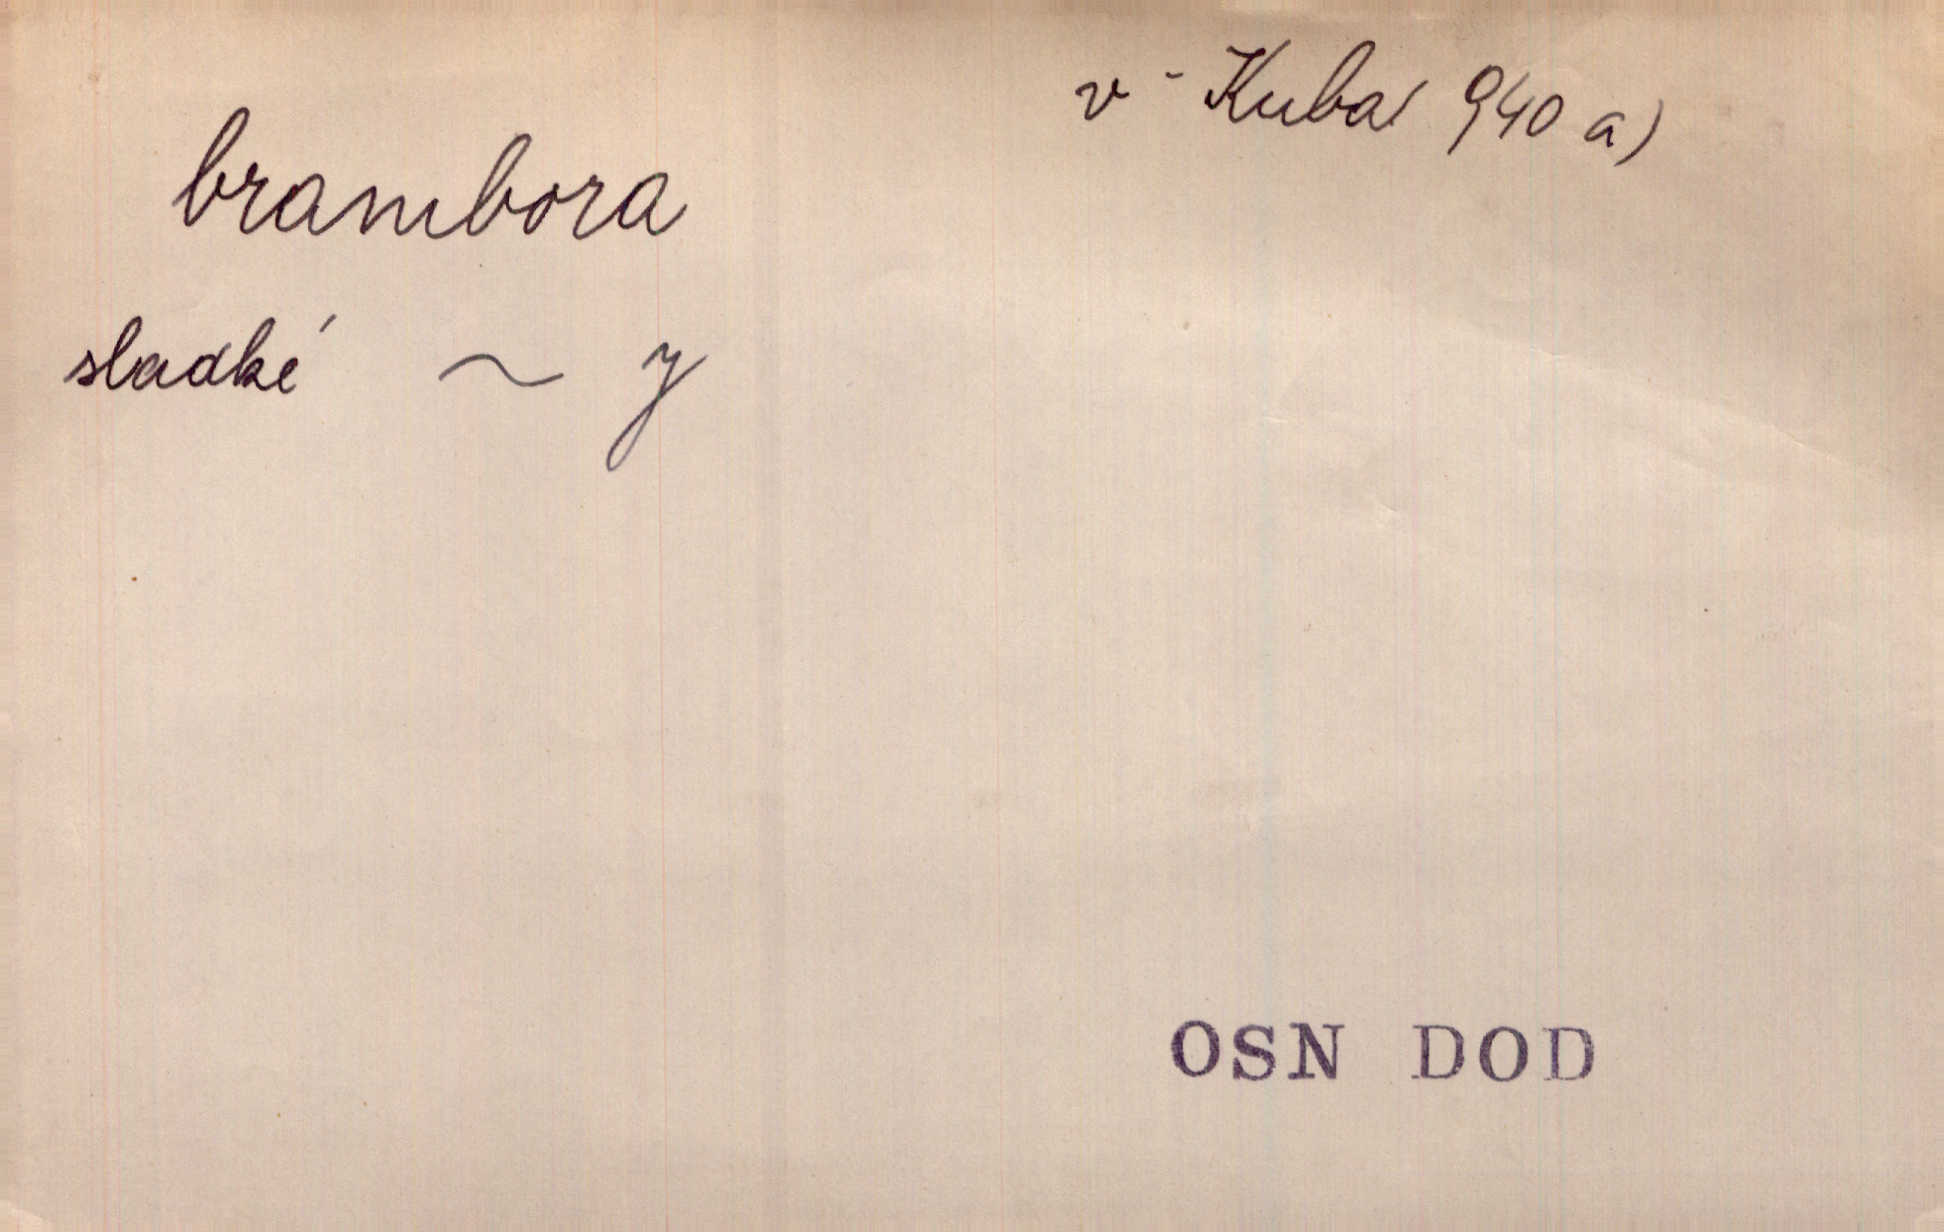 v - Kuba 940 a)
brambora
sladké ~ y
OSN DOD